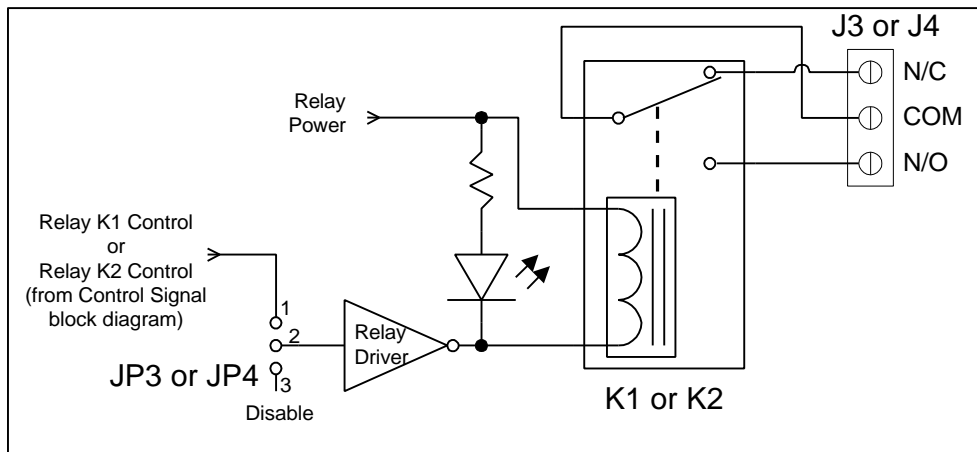 J3 or J4
N/C
COM
N/O
Relay
Power
Relay K1 Control
or
Relay K2 Control
(from Control Signal
block diagram)
1
2
3
JP3 or JP4
Disable
Relay
Driver
K1 or K2